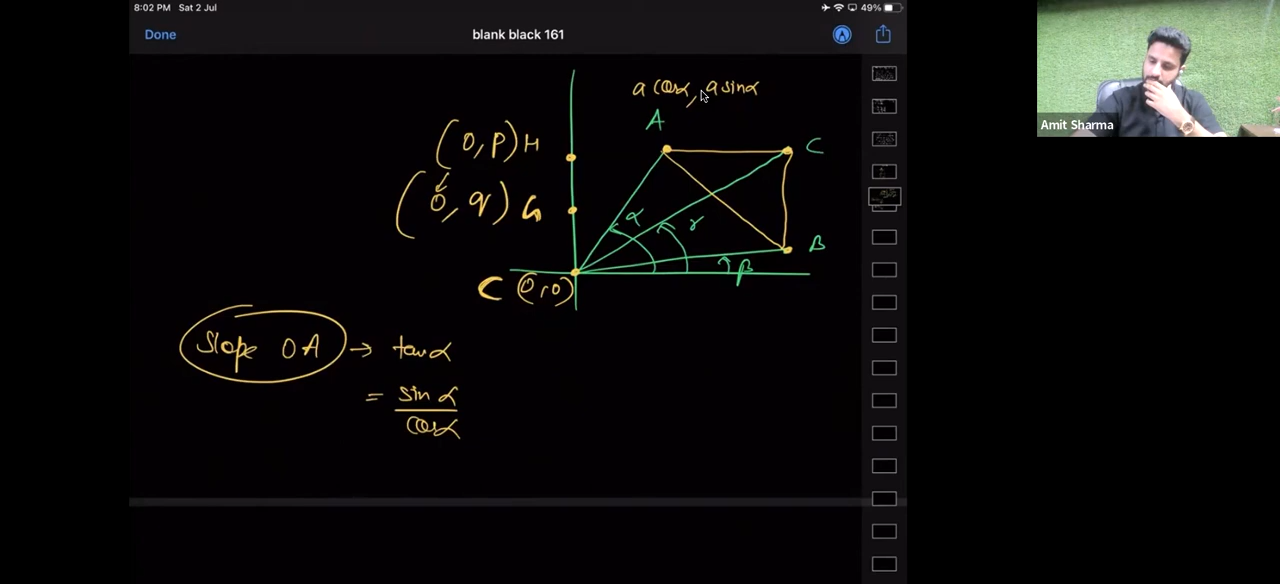 8:02 PM Sat 2 Jul
49%
Done
blank black 161
a cosα, a sinα
A
(0, p) H
C
(0, q) G
α
γ
B
β
C (0,0)
Slope OA → tanα
= sinα
cosα
Amit Sharma